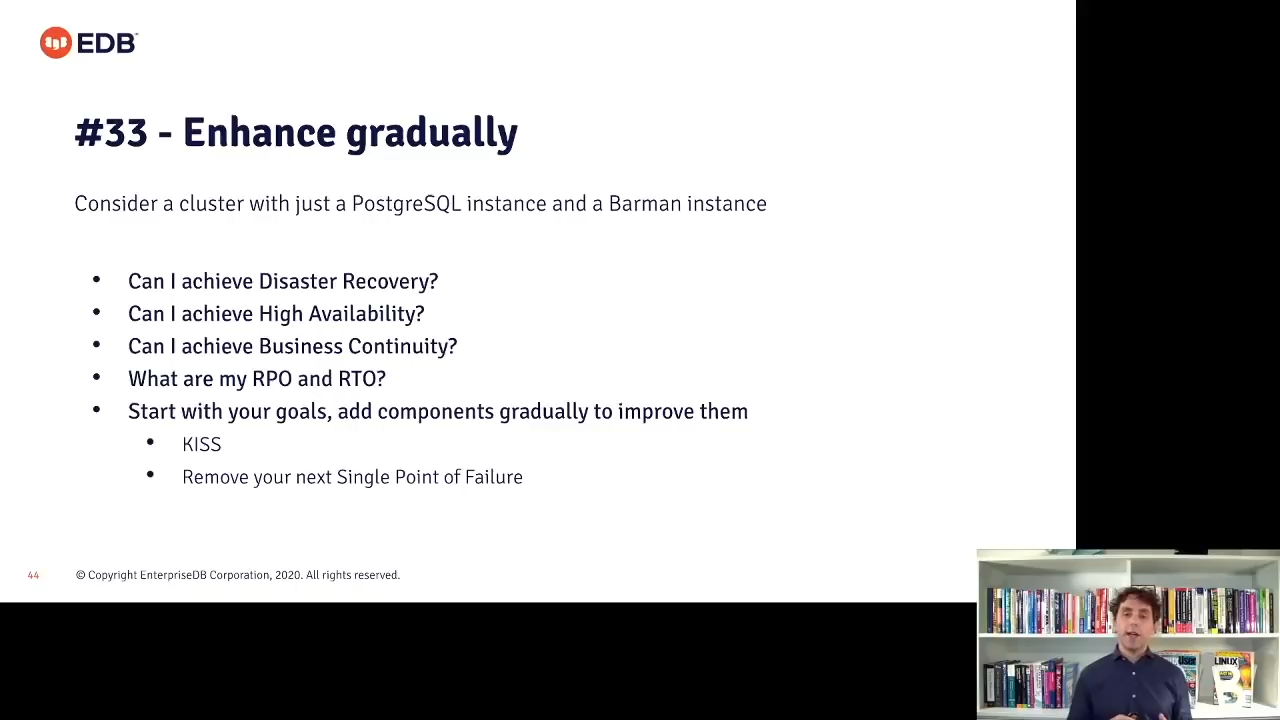 EDB
#33 - Enhance gradually
Consider a cluster with just a PostgreSQL instance and a Barman instance
• Can I achieve Disaster Recovery?
• Can I achieve High Availability?
• Can I achieve Business Continuity?
• What are my RPO and RTO?
• Start with your goals, add components gradually to improve them
• KISS
• Remove your next Single Point of Failure
44
© Copyright EnterpriseDB Corporation, 2020. All rights reserved.
LINUX